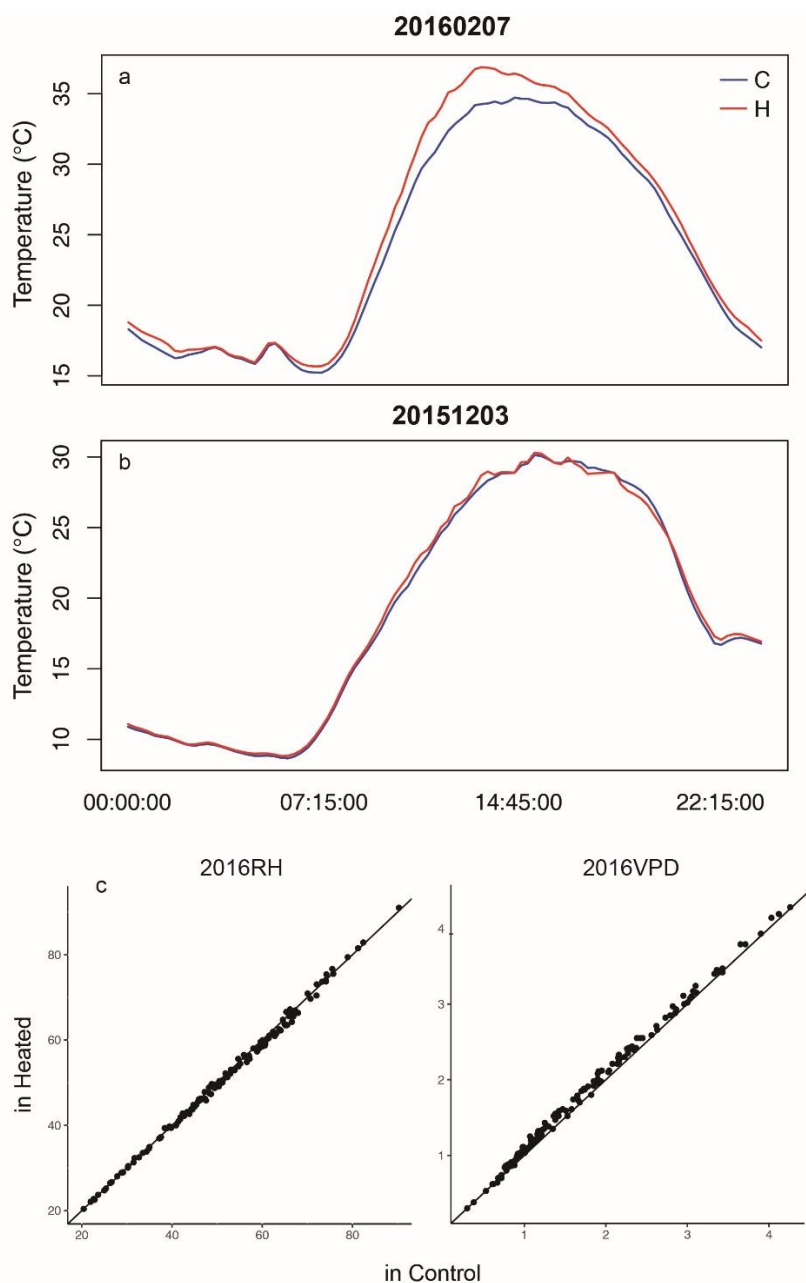 20160207
a
C
H
Temperature (°C)
35
30
25
20
15
20151203
b
Temperature (°C)
30
25
20
15
10
00:00:00 07:15:00 14:45:00 22:15:00
c
2016RH
2016VPD
in Heated
80
60
40
20
20 40 60 80
4
3
2
1
1 2 3 4
in Control